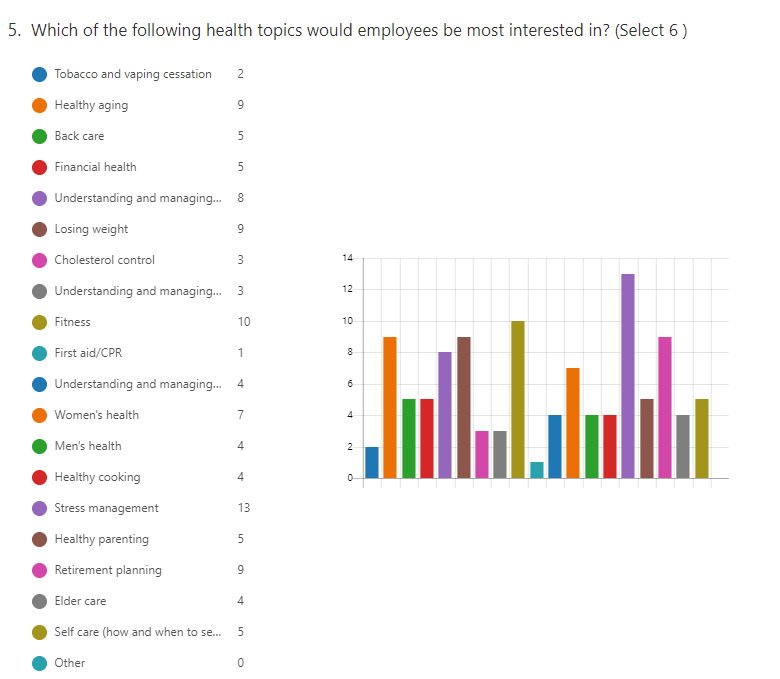 5. Which of the following health topics would employees be most interested in? (Select 6 )
Tobacco and vaping cessation 2
Healthy aging 9
Back care 5
Financial health 5
Understanding and managing... 8
Losing weight 9
Cholesterol control 3
Understanding and managing... 3
Fitness 10
First aid/CPR 1
Understanding and managing... 4
Women's health 7
Men's health 4
Healthy cooking 4
Stress management 13
Healthy parenting 5
Retirement planning 9
Elder care 4
Self care (how and when to se... 5
Other 0
14
12
10
8
6
4
2
0